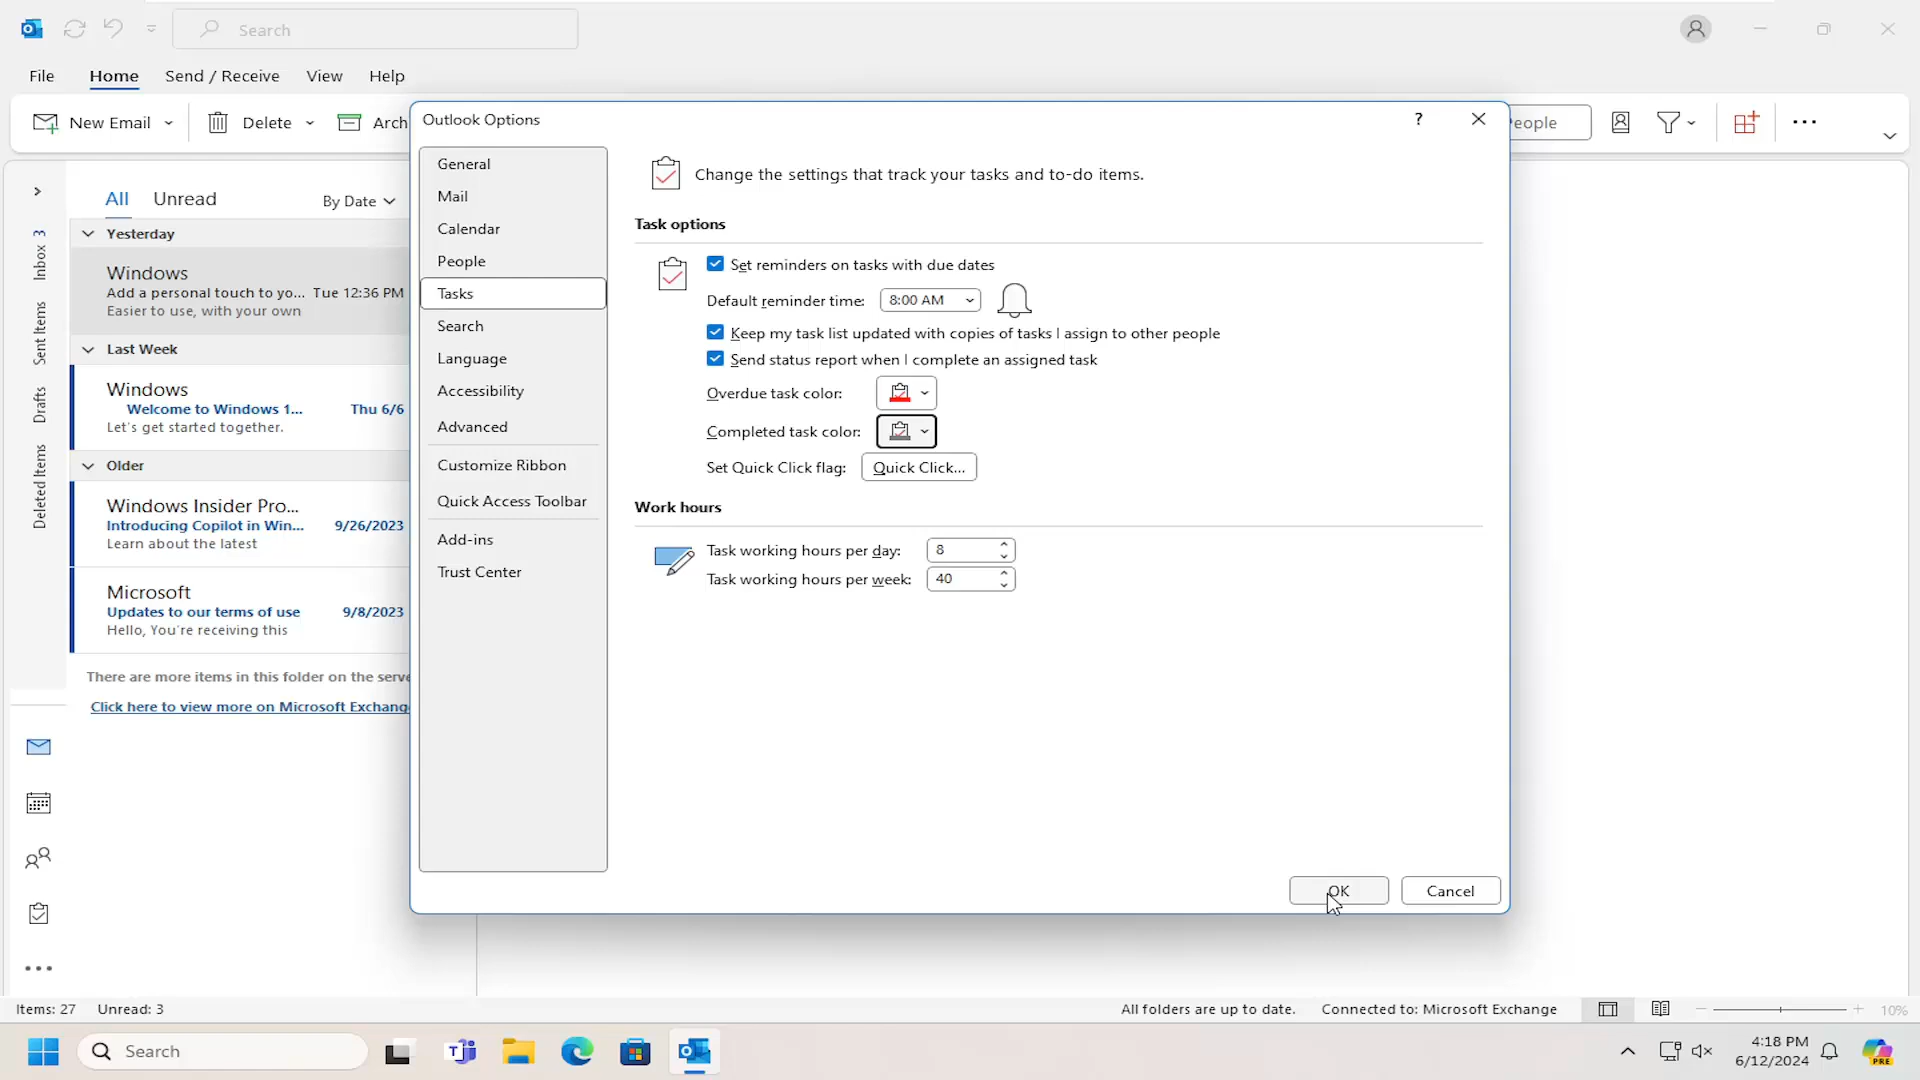 Search
File Home Send / Receive View Help
New Email Delete Arch
eople
Outlook Options ?
General
Mail
Calendar
People
Tasks
Search
Language
Accessibility
Advanced
Customize Ribbon
Quick Access Toolbar
Add-ins
Trust Center
Change the settings that track your tasks and to-do items.
Task options
Set reminders on tasks with due dates
Default reminder time: 8:00 AM
Keep my task list updated with copies of tasks I assign to other people
Send status report when I complete an assigned task
Overdue task color:
Completed task color:
Set Quick Click flag: Quick Click...
Work hours
Task working hours per day: 8
Task working hours per week: 40
OK Cancel
Inbox 3
Sent Items
Drafts
Deleted Items
All Unread By Date
Yesterday
Windows
Add a personal touch to yo... Tue 12:36 PM
Easier to use, with your own
Last Week
Windows
Welcome to Windows 1... Thu 6/6
Let's get started together.
Older
Windows Insider Pro...
Introducing Copilot in Win... 9/26/2023
Learn about the latest
Microsoft
Updates to our terms of use 9/8/2023
Hello, You're receiving this
There are more items in this folder on the serve
Click here to view more on Microsoft Exchang
Items: 27 Unread: 3 All folders are up to date. Connected to: Microsoft Exchange 10%
Search
4:18 PM
6/12/2024
PRE